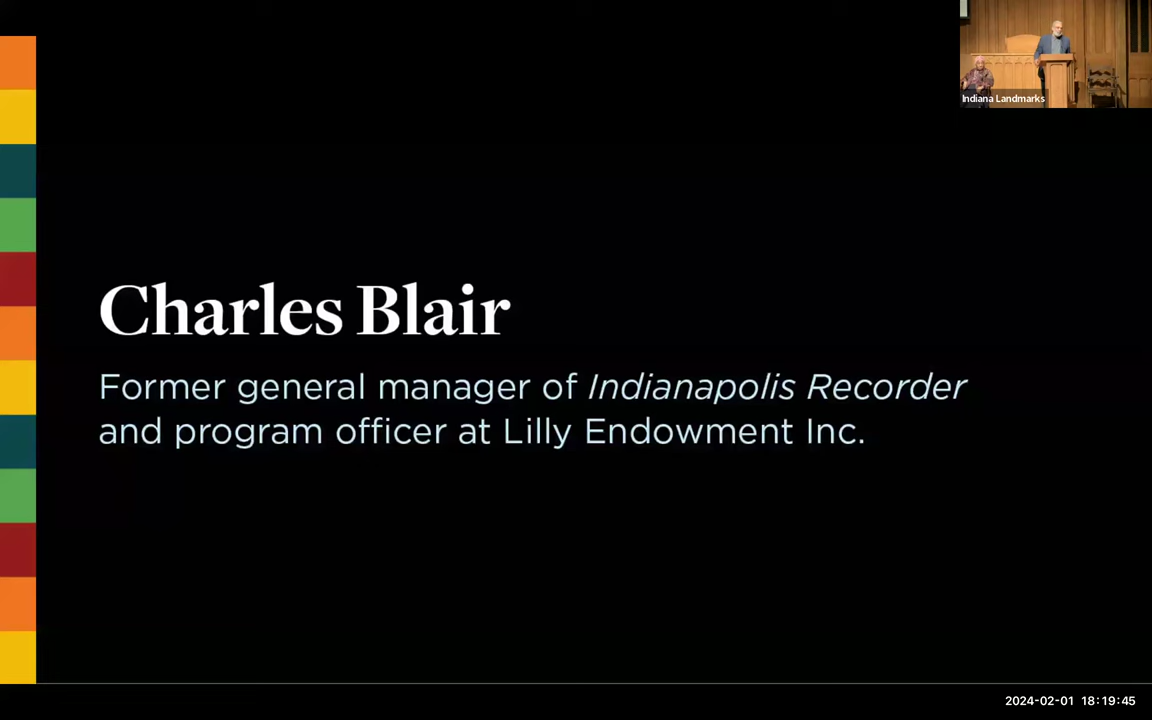 Indiana Landmarks
Charles Blair
Former general manager of Indianapolis Recorder
and program officer at Lilly Endowment Inc.
2024-02-01 18:19:45